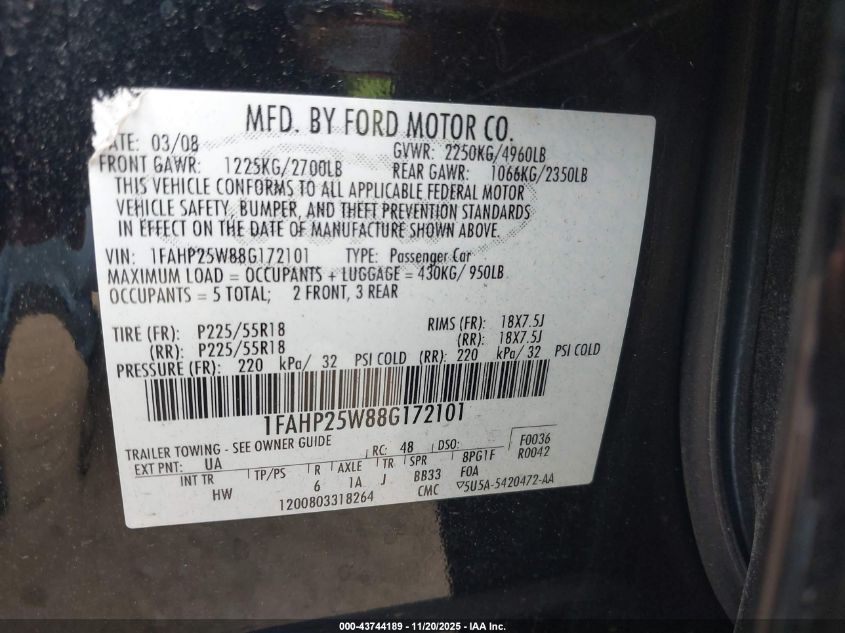 MFD. BY FORD MOTOR CO.
ATE: 03/08 GVWR: 2250KG/4960LB
FRONT GAWR: 1225KG/2700LB REAR GAWR: 1066KG/2350LB
THIS VEHICLE CONFORMS TO ALL APPLICABLE FEDERAL MOTOR
VEHICLE SAFETY, BUMPER, AND THEFT PREVENTION STANDARDS
IN EFFECT ON THE DATE OF MANUFACTURE SHOWN ABOVE.
VIN: 1FAHP25W88G172101 TYPE: Passenger Car
MAXIMUM LOAD = OCCUPANTS + LUGGAGE = 430KG/ 950LB
OCCUPANTS = 5 TOTAL; 2 FRONT, 3 REAR
TIRE (FR): P225/55R18 RIMS (FR): 18X7.5J
(RR): P225/55R18 (RR): 18X7.5J
PRESSURE (FR): 220 kPa/ 32 PSI COLD (RR): 220 kPa/ 32 PSI COLD
1FAHP25W88G172101
TRAILER TOWING - SEE OWNER GUIDE RC: 48 DSO: F0036
EXT PNT: UA 8PG1F R0042
INT TR TP/PS R AXLE TR SPR F0A
HW 6 1A J BB33
1200803318264 CMC 5U5A-5420472-AA
000-43744189 - 11/20/2025 - IAA Inc.